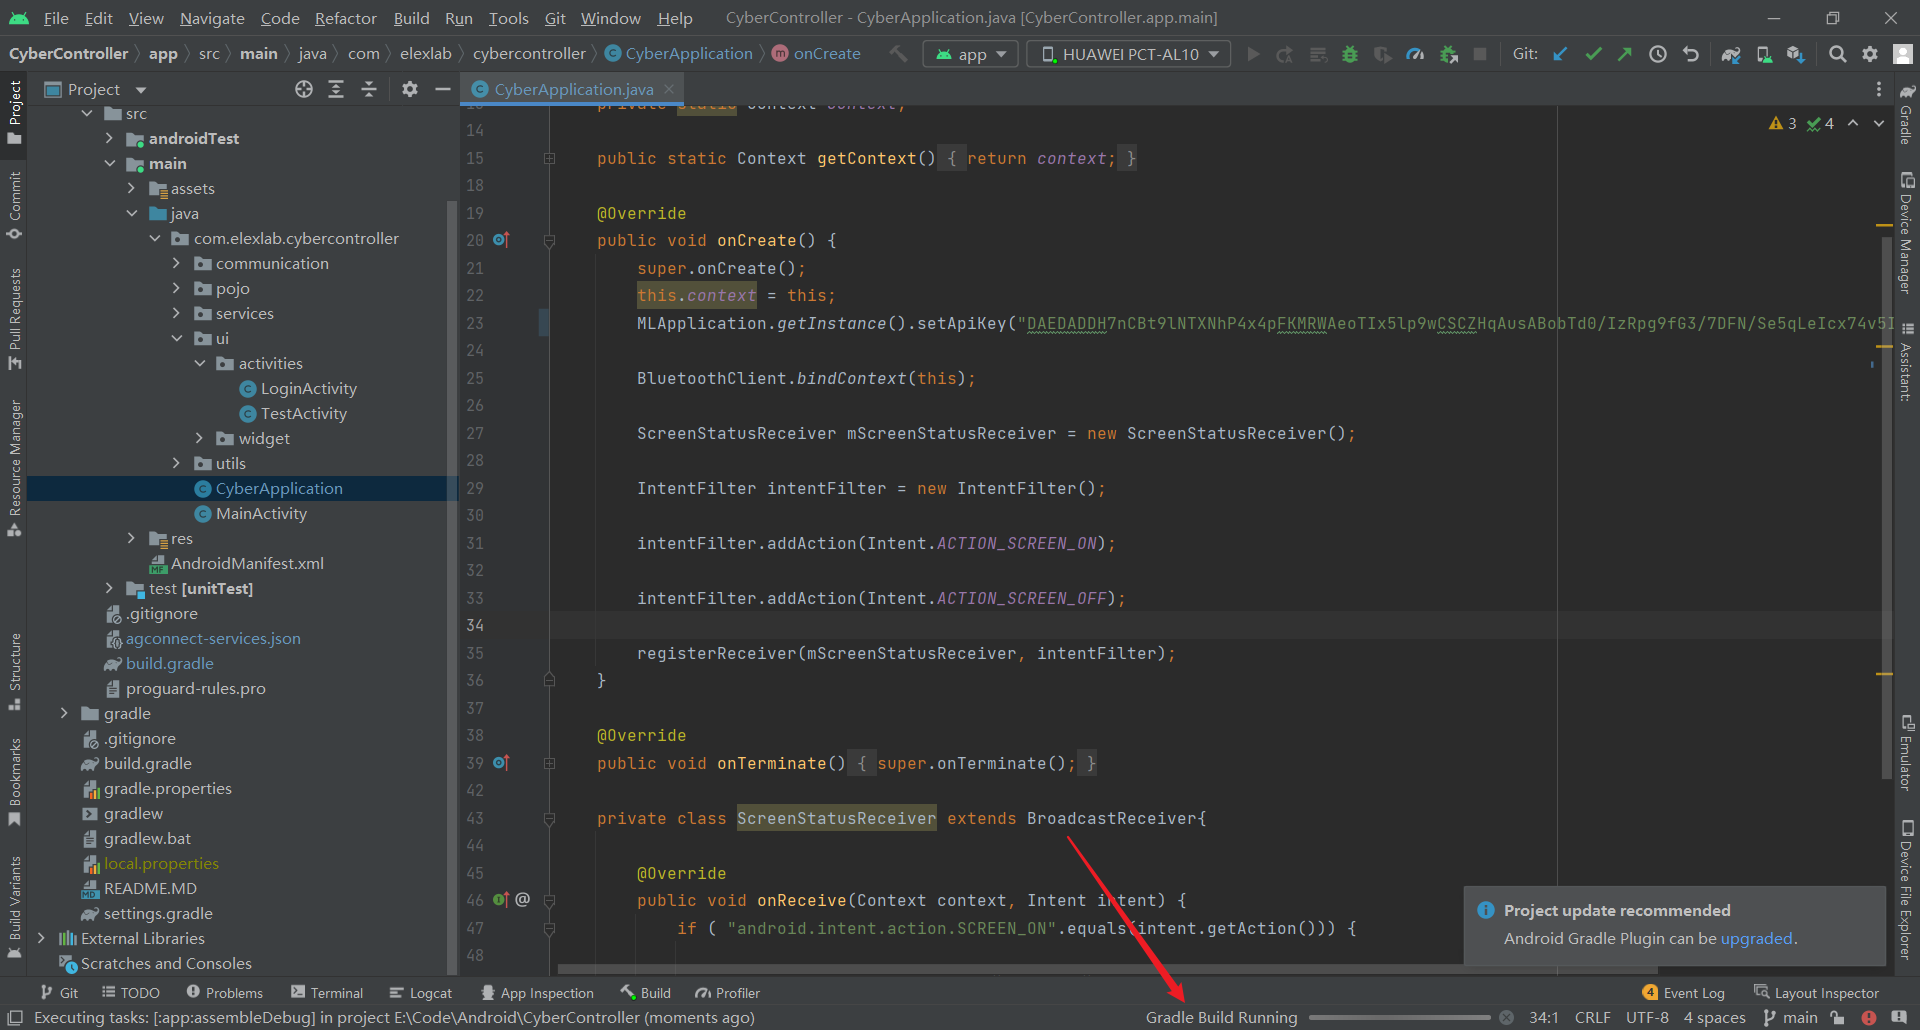 File Edit View Navigate Code Refactor Build Run Tools Git Window Help CyberController - CyberApplication.java [CyberController.app.main]
CyberController app src main java com elexlab cybercontroller CyberApplication onCreate app HUAWEI PCT-AL10 Git:
Project CyberApplication.java
src
androidTest
main
assets
java
com.elexlab.cybercontroller
communication
pojo
services
ui
activities
LoginActivity
TestActivity
widget
utils
CyberApplication
MainActivity
res
AndroidManifest.xml
test [unitTest]
.gitignore
agconnect-services.json
build.gradle
proguard-rules.pro
gradle
.gitignore
build.gradle
gradle.properties
gradlew
gradlew.bat
local.properties
README.MD
settings.gradle
External Libraries
Scratches and Consoles
3 4
14
15 public static Context getContext() { return context; }
18
19 @Override
20 public void onCreate() {
21 super.onCreate();
22 this.context = this;
23 MLApplication.getInstance().setApiKey("DAEDADDH7nCBt9lNTXNhP4x4pFKMRWAeoTIx5lp9wCSCZHqAusABobTd0/IzRpg9fG3/7DFN/Se5qLeIcx74v5I
24
25 BluetoothClient.bindContext(this);
26
27 ScreenStatusReceiver mScreenStatusReceiver = new ScreenStatusReceiver();
28
29 IntentFilter intentFilter = new IntentFilter();
30
31 intentFilter.addAction(Intent.ACTION_SCREEN_ON);
32
33 intentFilter.addAction(Intent.ACTION_SCREEN_OFF);
34
35 registerReceiver(mScreenStatusReceiver, intentFilter);
36 }
37
38 @Override
39 public void onTerminate() { super.onTerminate(); }
42
43 private class ScreenStatusReceiver extends BroadcastReceiver{
44
45 @Override
46 public void onReceive(Context context, Intent intent) {
47 if ( "android.intent.action.SCREEN_ON".equals(intent.getAction())) {
48
Project
Commit
Pull Requests
Resource Manager
Structure
Bookmarks
Build Variants
Gradle
Device Manager
Assistant:
Emulator
Device File Explorer
Project update recommended
Android Gradle Plugin can be upgraded.
Git TODO Problems Terminal Logcat App Inspection Build Profiler 4 Event Log Layout Inspector
Executing tasks: [:app:assembleDebug] in project E:\Code\Android\CyberController (moments ago) Gradle Build Running 34:1 CRLF UTF-8 4 spaces main